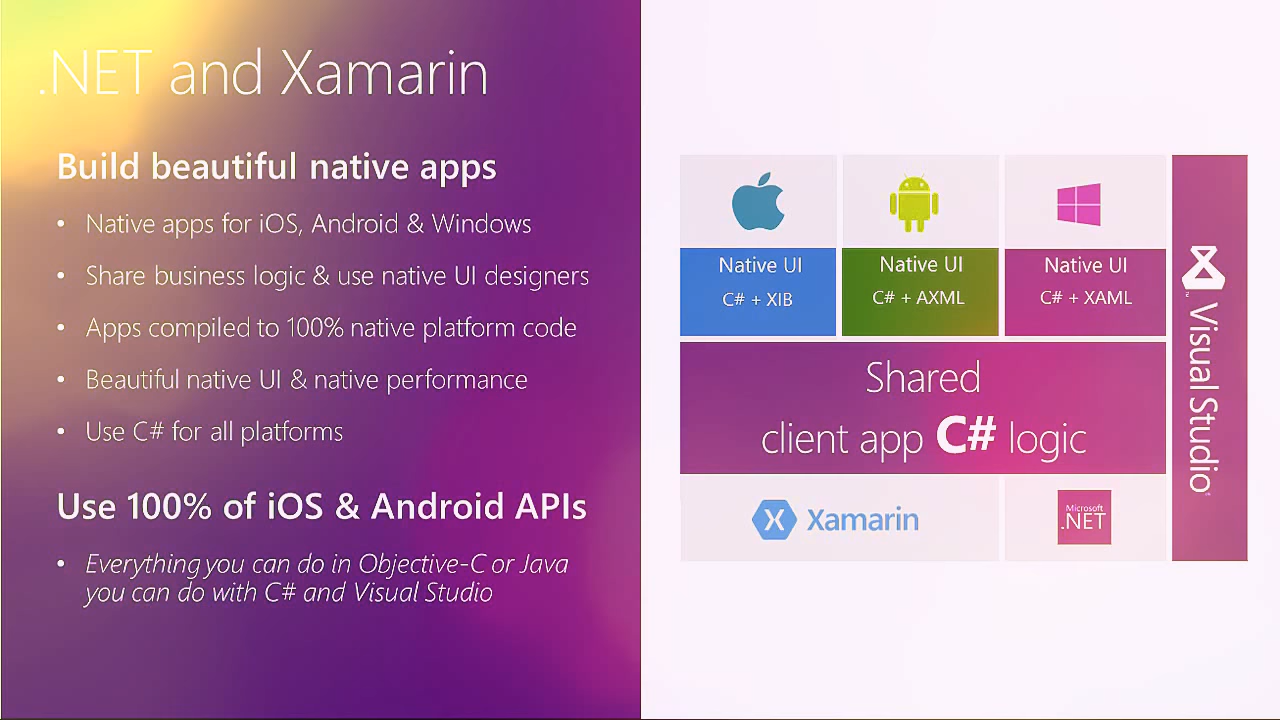 .NET and Xamarin
Build beautiful native apps
• Native apps for iOS, Android & Windows
• Share business logic & use native UI designers
• Apps compiled to 100% native platform code
• Beautiful native UI & native performance
• Use C# for all platforms
Use 100% of iOS & Android APIs
• Everything you can do in Objective-C or Java
you can do with C# and Visual Studio
Native UI
C# + XIB
Native UI
C# + AXML
Native UI
C# + XAML
Shared
client app C# logic
Xamarin
Microsoft
.NET
Visual Studio